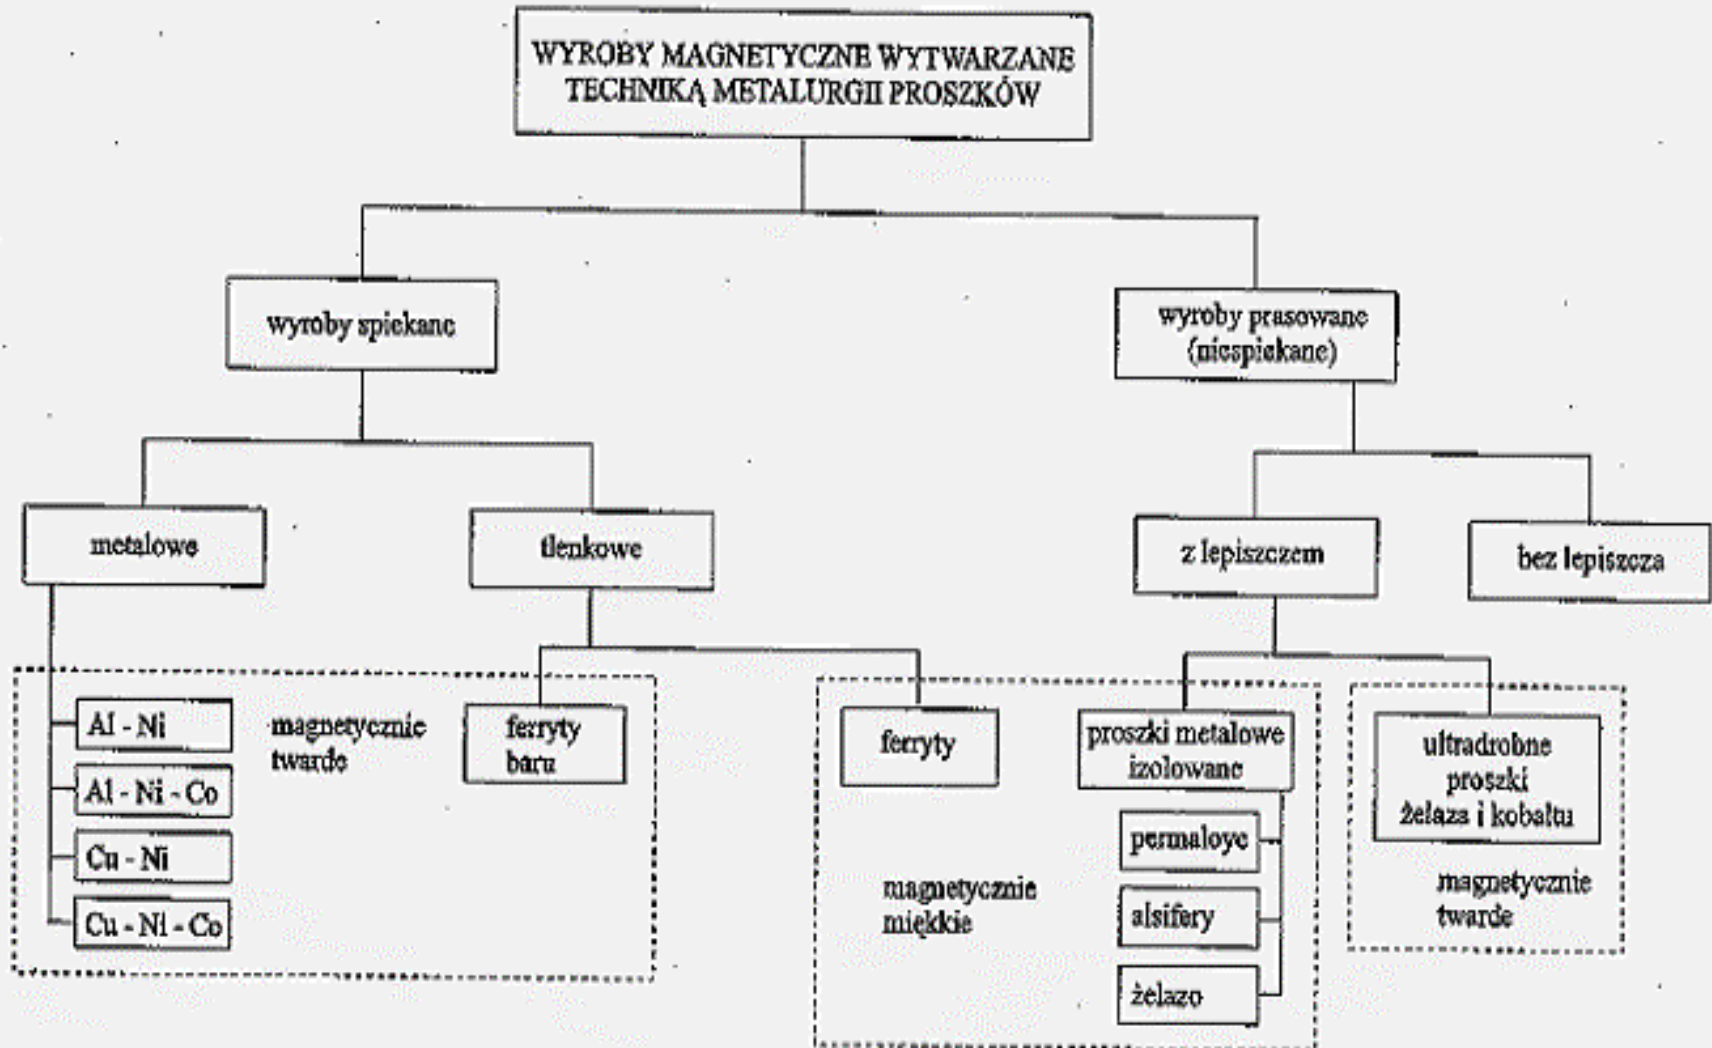 WYROBY MAGNETYCZNE WYTWARZANE
TECHNIKĄ METALURGII PROSZKÓW
wyroby spiekane
wyroby prasowane
(niespiekane)
metalowe
tlenkowe
z lepiszczem
bez lepiszcza
Al - Ni
Al - Ni - Co
Cu - Ni
Cu - Ni - Co
magnetycznie
twarde
ferryty
baru
ferryty
proszki metalowe
izolowane
permaloye
alsifery
żelazo
magnetycznie
miękkie
ultradrobne
proszki
żelaza i kobaltu
magnetycznie
twarde